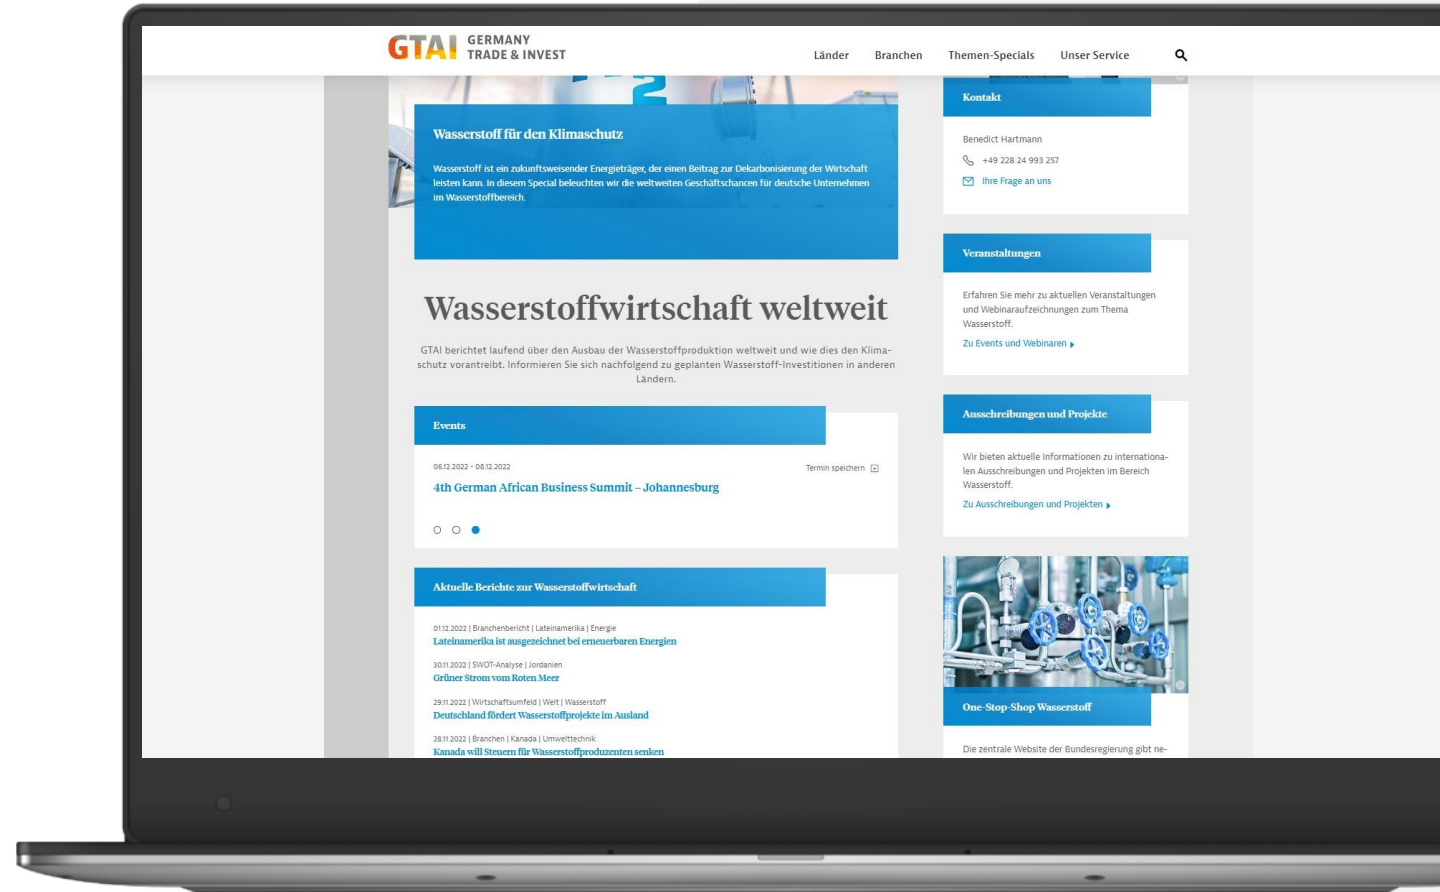 GTAI GERMANY
TRADE & INVEST
Länder Branchen Themen-Specials Unser Service
Wasserstoff für den Klimaschutz
Wasserstoff ist ein zukunftsweisender Energieträger, der einen Beitrag zur Dekarbonisierung der Wirtschaft
leisten kann. In diesem Special beleuchten wir die weltweiten Geschäftschancen für deutsche Unternehmen
im Wasserstoffbereich.
Wasserstoffwirtschaft weltweit
GTAI berichtet laufend über den Ausbau der Wasserstoffproduktion weltweit und wie dies den Klima-
schutz vorantreibt. Informieren Sie sich nachfolgend zu geplanten Wasserstoff-Investitionen in anderen
Ländern.
Events
06.12.2022 - 08.12.2022
Termin speichern
4th German African Business Summit – Johannesburg
Aktuelle Berichte zur Wasserstoffwirtschaft
01.12.2022 | Branchenbericht | Lateinamerika | Energie
Lateinamerika ist ausgezeichnet bei erneuerbaren Energien
30.11.2022 | SWOT-Analyse | Jordanien
Grüner Strom vom Roten Meer
29.11.2022 | Wirtschaftsumfeld | Welt | Wasserstoff
Deutschland fördert Wasserstoffprojekte im Ausland
28.11.2022 | Branchen | Kanada | Umwelttechnik
Kanada will Steuern für Wasserstoffproduzenten senken
Kontakt
Benedict Hartmann
+49 228 24 993 257
Ihre Frage an uns
Veranstaltungen
Erfahren Sie mehr zu aktuellen Veranstaltungen
und Webinaraufzeichnungen zum Thema
Wasserstoff.
Zu Events und Webinaren
Ausschreibungen und Projekte
Wir bieten aktuelle Informationen zu internationa-
len Ausschreibungen und Projekten im Bereich
Wasserstoff.
Zu Ausschreibungen und Projekten
One-Stop-Shop Wasserstoff
Die zentrale Website der Bundesregierung gibt ne-